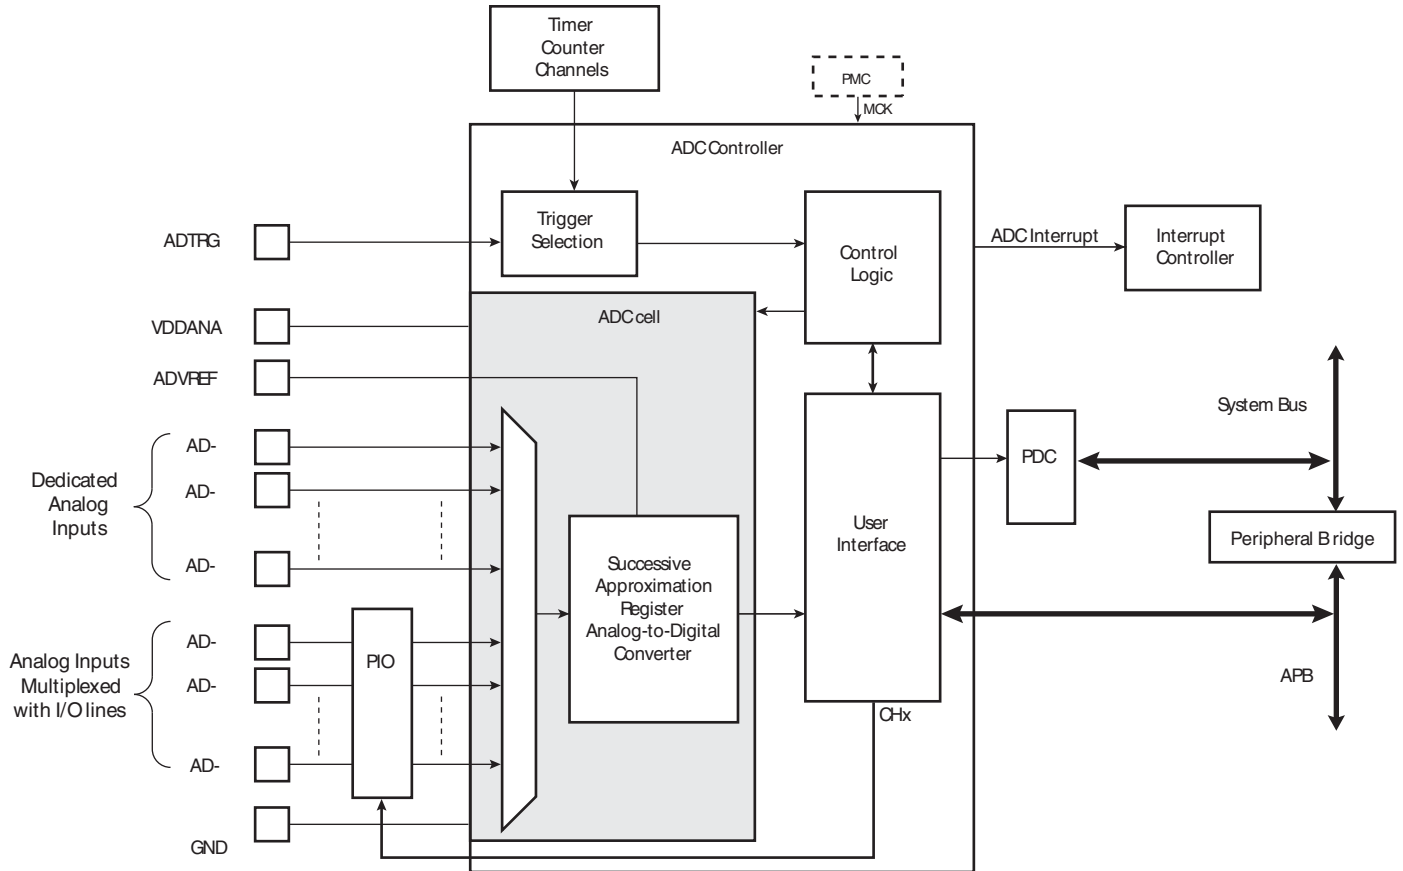 Timer
Counter
Channels
PMC
MCK
ADC Controller
Trigger
Selection
Control
Logic
ADC Interrupt
Interrupt
Controller
ADTRG
VDDANA
ADVREF
ADC cell
AD-
AD-
AD-
Dedicated
Analog
Inputs
User
Interface
PDC
System Bus
Peripheral Bridge
APB
Successive
Approximation
Register
Analog-to-Digital
Converter
AD-
AD-
AD-
Analog Inputs
Multiplexed
with I/O lines
PIO
CHx
GND